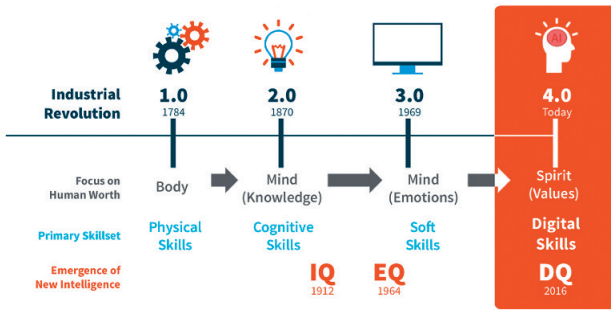 AI
Industrial
Revolution
1.0
1784
2.0
1870
3.0
1969
4.0
Today
Focus on
Human Worth
Body
Mind
(Knowledge)
Mind
(Emotions)
Spirit
(Values)
Primary Skillset
Physical
Skills
Cognitive
Skills
Soft
Skills
Digital
Skills
Emergence of
New Intelligence
IQ
1912
EQ
1964
DQ
2016